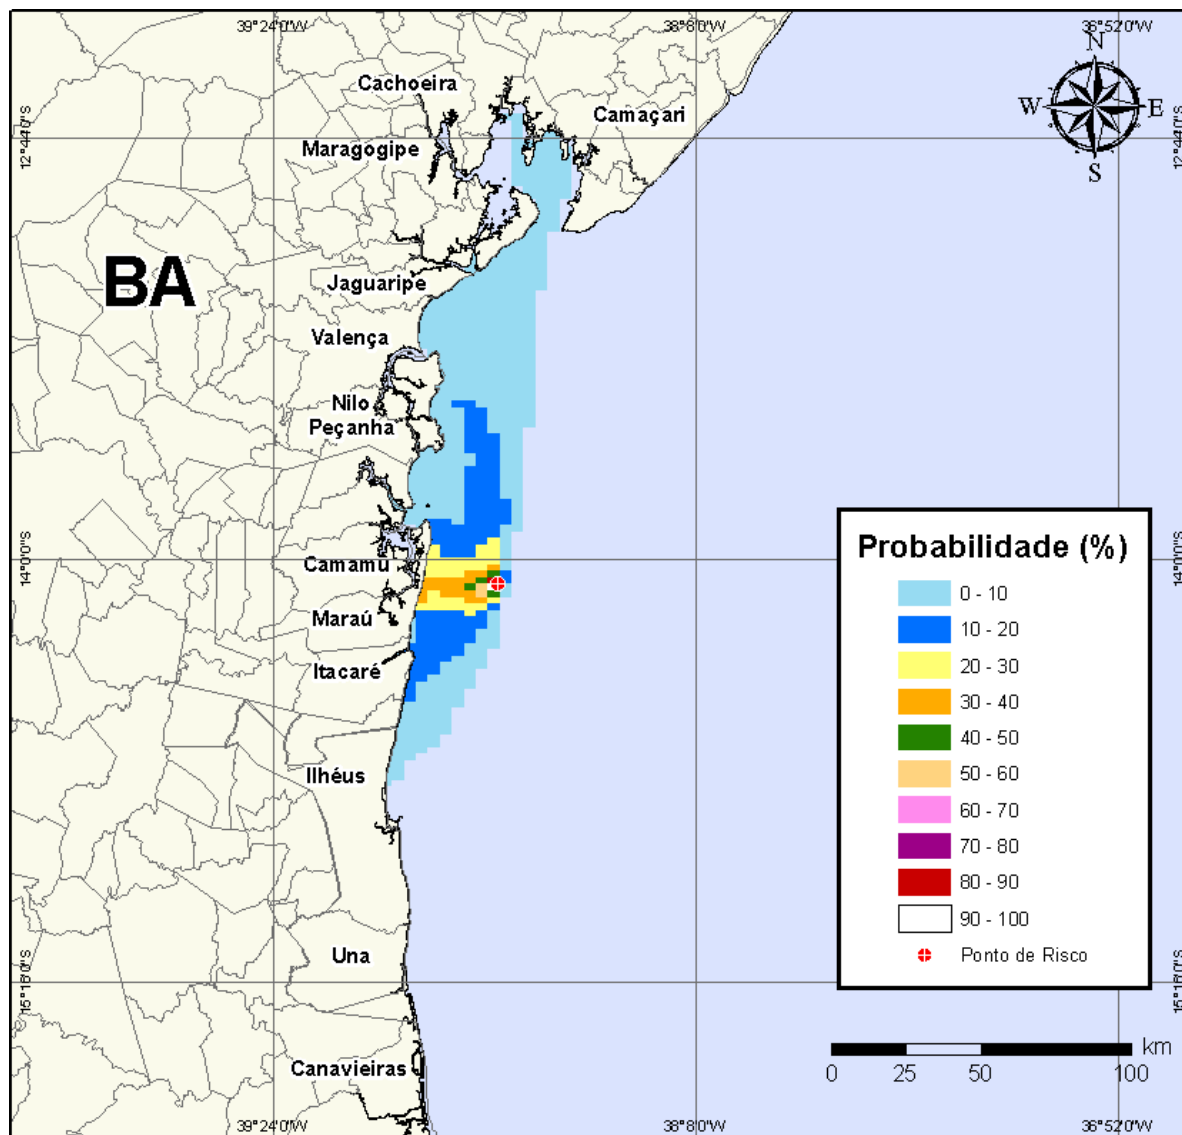 39°24'0"W
38°8'0"W
36°52'0"W
N
W
E
S
12°44'0"S
12°44'0"S
Cachoeira
Camaçari
Maragogipe
BA
Jaguaripe
Valença
Nilo
Peçanha
14°0'0"S
14°0'0"S
Camamu
Maraú
Itacaré
Ilhéus
Una
Canavieiras
Probabilidade (%)
0 - 10
10 - 20
20 - 30
30 - 40
40 - 50
50 - 60
60 - 70
70 - 80
80 - 90
90 - 100
Ponto de Risco
15°16'0"S
15°16'0"S
km
0 25 50 100
39°24'0"W
38°8'0"W
36°52'0"W